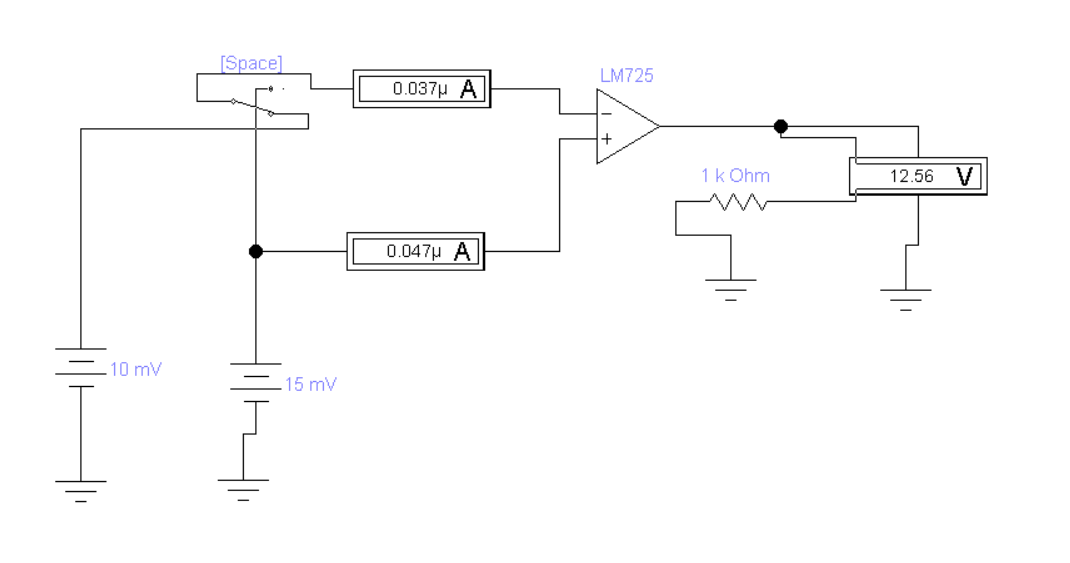 [Space]
0.037µ A
LM725
−
+
1 k Ohm
12.56 V
0.047µ A
10 mV
15 mV